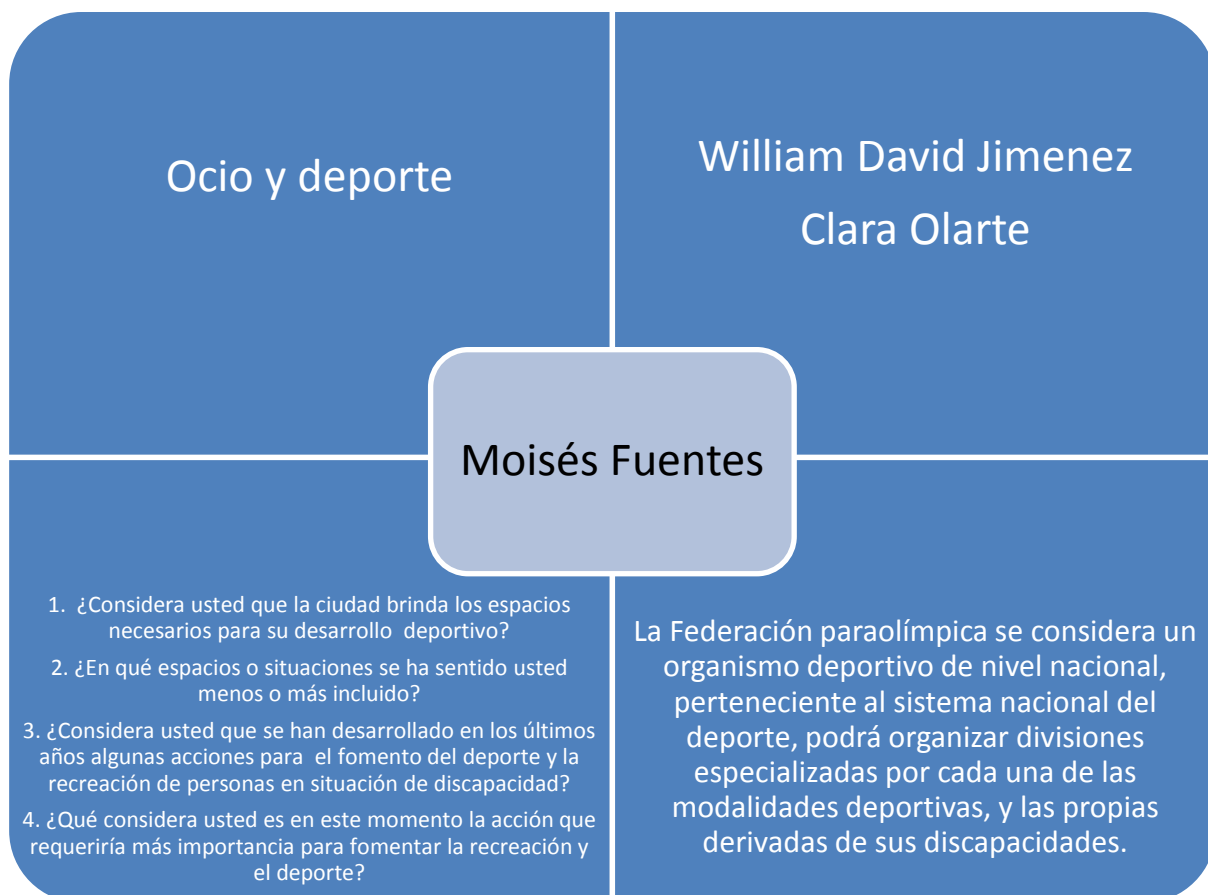 Ocio y deporte
William David Jimenez
Clara Olarte
Moisés Fuentes
1. ¿Considera usted que la ciudad brinda los espacios
necesarios para su desarrollo deportivo?
2. ¿En qué espacios o situaciones se ha sentido usted
menos o más incluido?
3. ¿Considera usted que se han desarrollado en los últimos
años algunas acciones para el fomento del deporte y la
recreación de personas en situación de discapacidad?
4. ¿Qué considera usted es en este momento la acción que
requeriría más importancia para fomentar la recreación y
el deporte?
La Federación paraolímpica se considera un
organismo deportivo de nivel nacional,
perteneciente al sistema nacional del
deporte, podrá organizar divisiones
especializadas por cada una de las
modalidades deportivas, y las propias
derivadas de sus discapacidades.